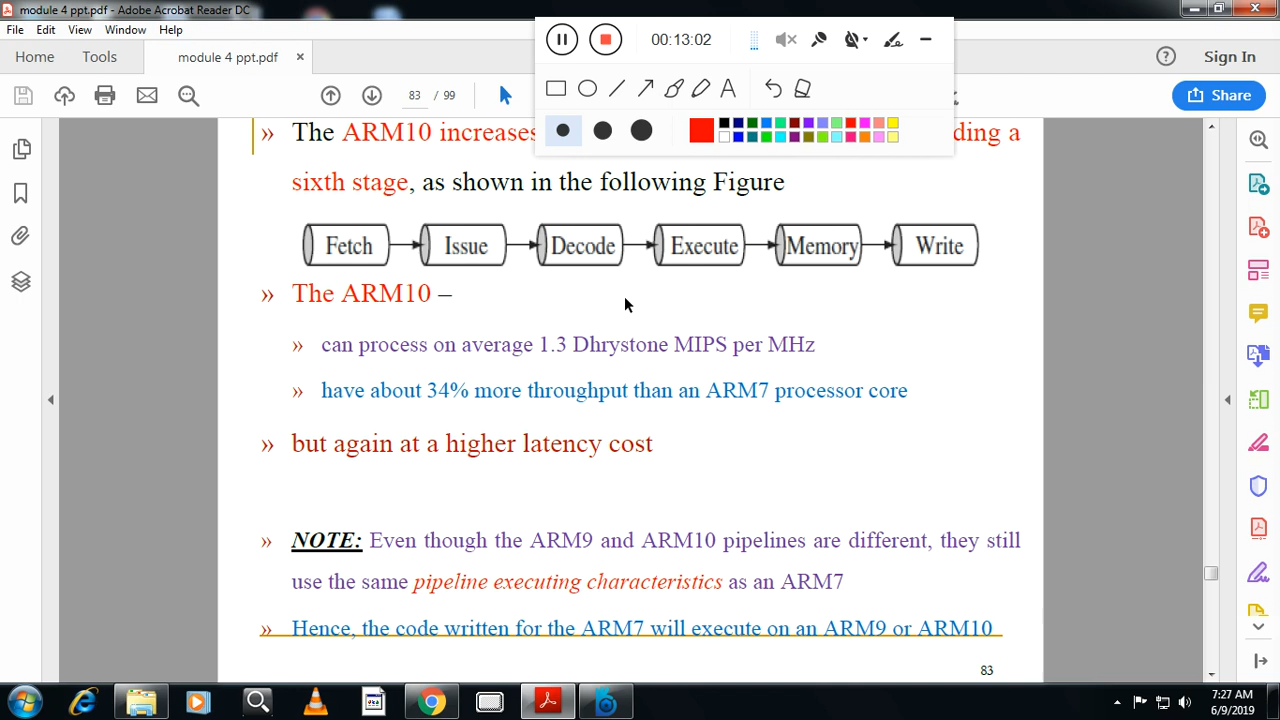 module 4 ppt.pdf - Adobe Acrobat Reader DC
File Edit View Window Help
Home Tools module 4 ppt.pdf × Sign In
83 / 99
Share
00:13:02
A
» The ARM10 increases ding a
sixth stage, as shown in the following Figure
Fetch Issue Decode Execute Memory Write
» The ARM10 –
» can process on average 1.3 Dhrystone MIPS per MHz
» have about 34% more throughput than an ARM7 processor core
» but again at a higher latency cost
» NOTE: Even though the ARM9 and ARM10 pipelines are different, they still
use the same pipeline executing characteristics as an ARM7
» Hence, the code written for the ARM7 will execute on an ARM9 or ARM10
83
7:27 AM
6/9/2019